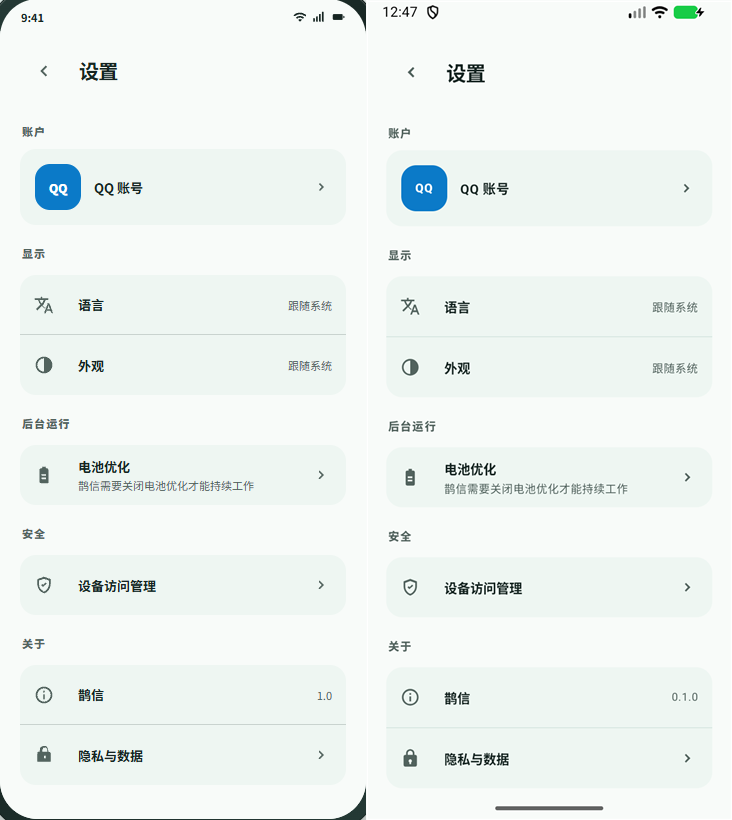 9:41
设置
账户
QQ
QQ 账号
显示
语言
跟随系统
外观
跟随系统
后台运行
电池优化
鹊信需要关闭电池优化才能持续工作
安全
设备访问管理
关于
鹊信
1.0
隐私与数据
12:47
设置
账户
QQ
QQ 账号
显示
语言
跟随系统
外观
跟随系统
后台运行
电池优化
鹊信需要关闭电池优化才能持续工作
安全
设备访问管理
关于
鹊信
0.1.0
隐私与数据